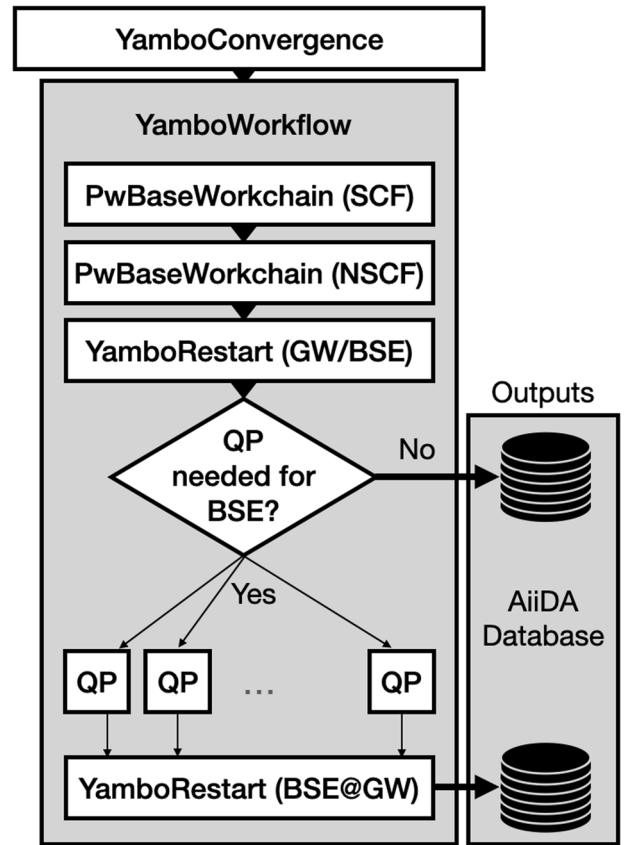 YamboConvergence
YamboWorkflow
PwBaseWorkchain (SCF)
PwBaseWorkchain (NSCF)
YamboRestart (GW/BSE)
QP
needed for
BSE?
No
Outputs
Yes
AiiDA
Database
QP
QP
...
QP
YamboRestart (BSE@GW)